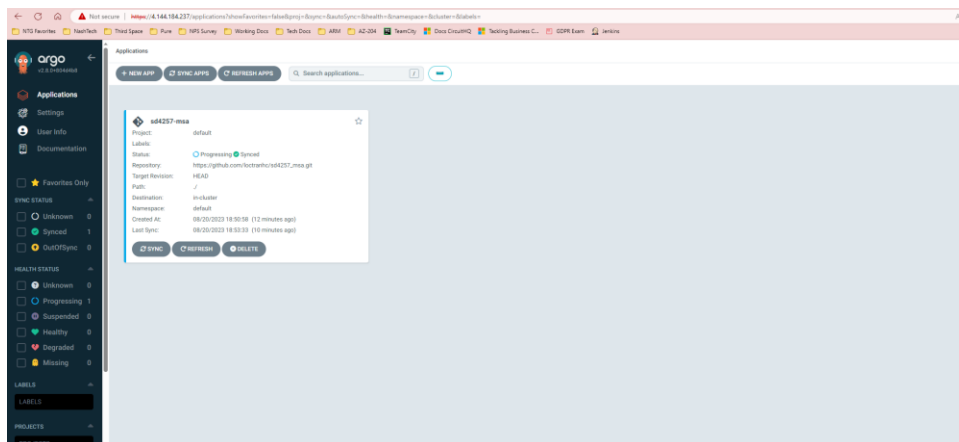 Not secure | https://4.144.184.237/applications?showFavorites=false&proj=&sync=&autoSync=&health=&namespace=&cluster=&labels=
NTG Favorites NashTech Third Space Pure NPS Survey Working Docs Tech Docs ARM AZ-204 TeamCity Docs CircuitHQ Tackling Business C... GDPR Exam Jenkins
argo
Applications
Settings
User Info
Documentation
Favorites Only
SYNC STATUS
Unknown 0
Synced 1
OutOfSync 0
HEALTH STATUS
Unknown 0
Progressing 1
Suspended 0
Healthy 0
Degraded 0
Missing 0
LABELS
LABELS
PROJECTS
Applications
+ NEW APP SYNC APPS REFRESH APPS Search applications... /
sd4257-msa
Project: default
Labels:
Status: Progressing Synced
Repository: https://github.com/loctranhc/sd4257_msa.git
Target Revision: HEAD
Path: ./
Destination: in-cluster
Namespace: default
Created At: 08/20/2023 18:50:58 (12 minutes ago)
Last Sync: 08/20/2023 18:53:33 (10 minutes ago)
SYNC REFRESH DELETE